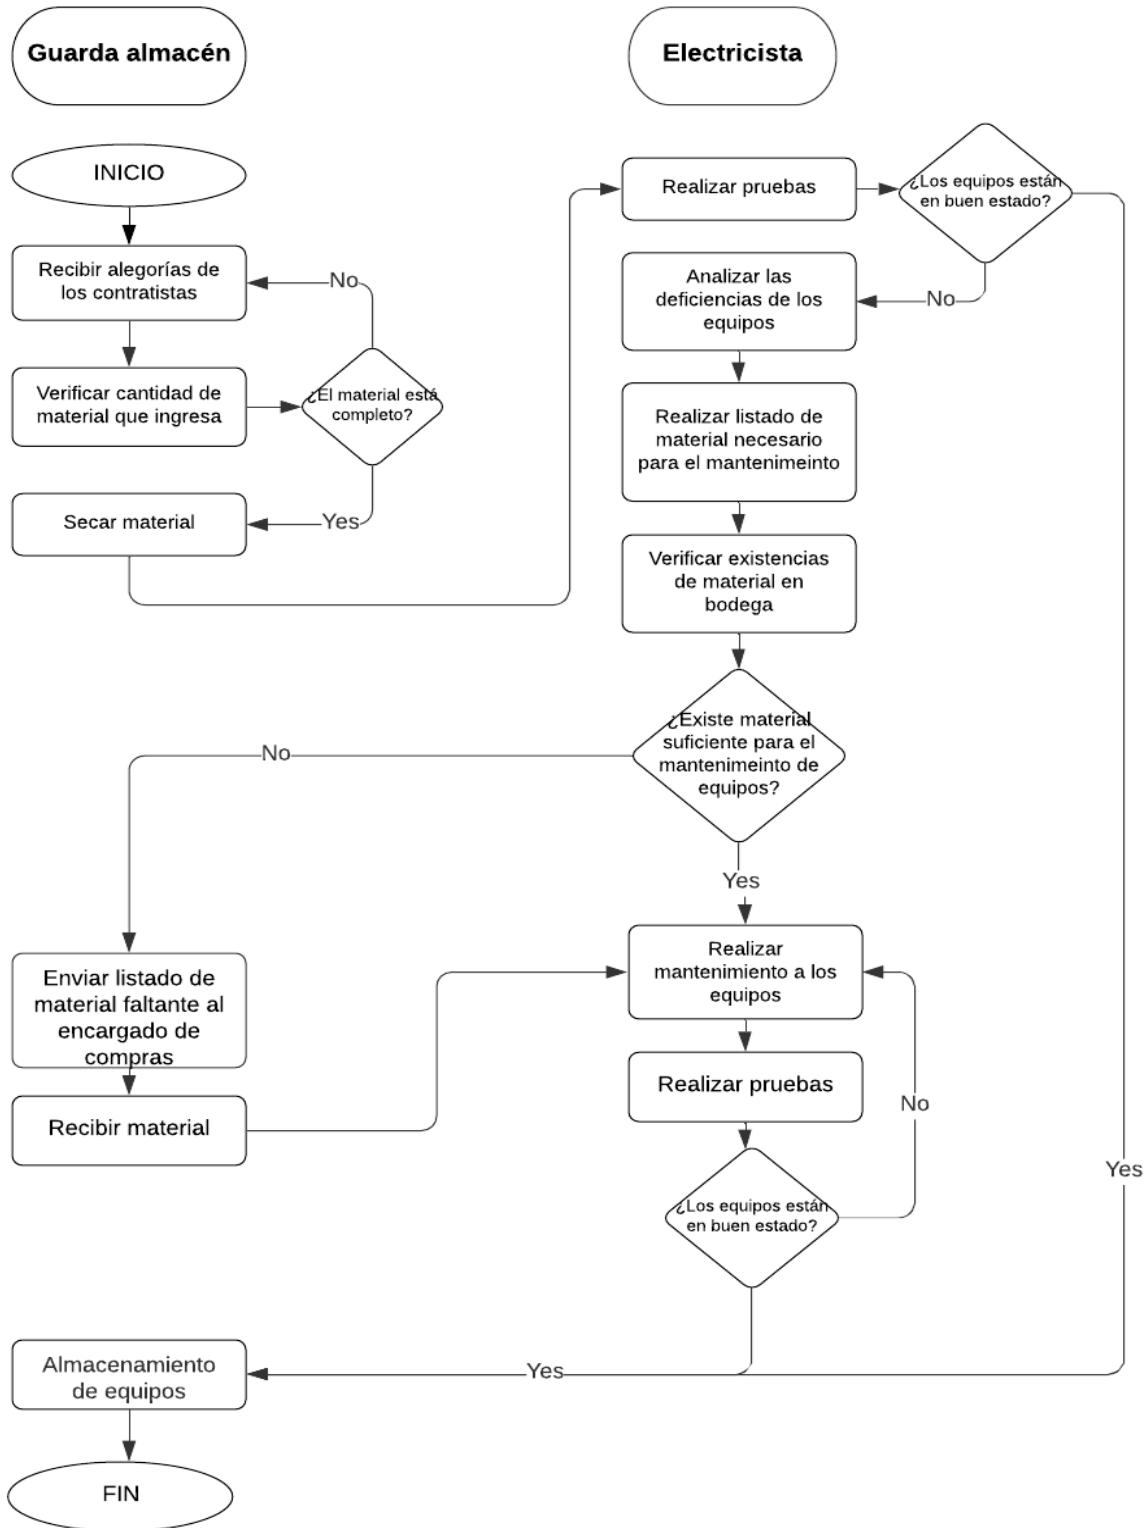 Guarda almacén
Electricista
INICIO
Recibir alegorías de
los contratistas
No
Verificar cantidad de
material que ingresa
¿El material está
completo?
Secar material
Yes
Realizar pruebas
¿Los equipos están
en buen estado?
Analizar las
deficiencias de los
equipos
No
Realizar listado de
material necesario
para el mantenimeinto
Verificar existencias
de material en
bodega
¿Existe material
suficiente para el
mantenimeinto de
equipos?
No
Yes
Enviar listado de
material faltante al
encargado de
compras
Recibir material
Realizar
mantenimiento a los
equipos
Realizar pruebas
No
¿Los equipos están
en buen estado?
Yes
Yes
Almacenamiento
de equipos
FIN